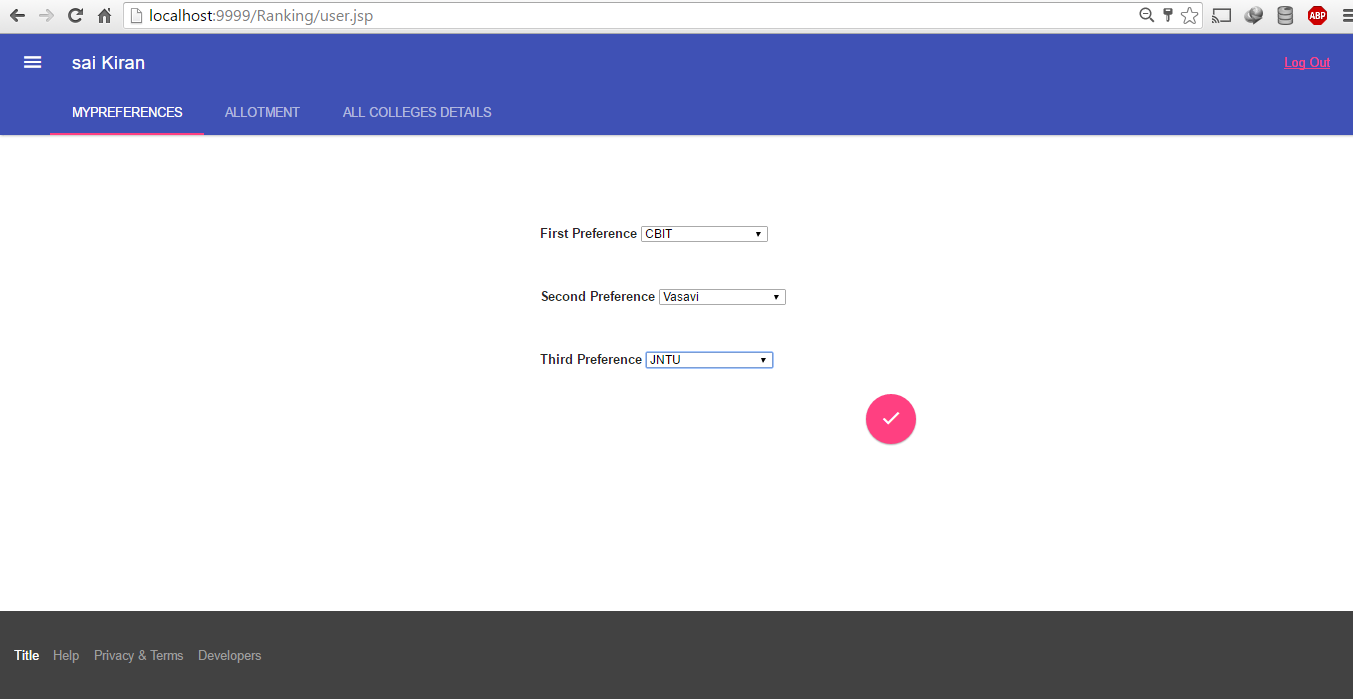 localhost:9999/Ranking/user.jsp
ABP
sai Kiran
Log Out
MYPREFERENCES ALLOTMENT ALL COLLEGES DETAILS
First Preference CBIT
Second Preference Vasavi
Third Preference JNTU
Title Help Privacy & Terms Developers